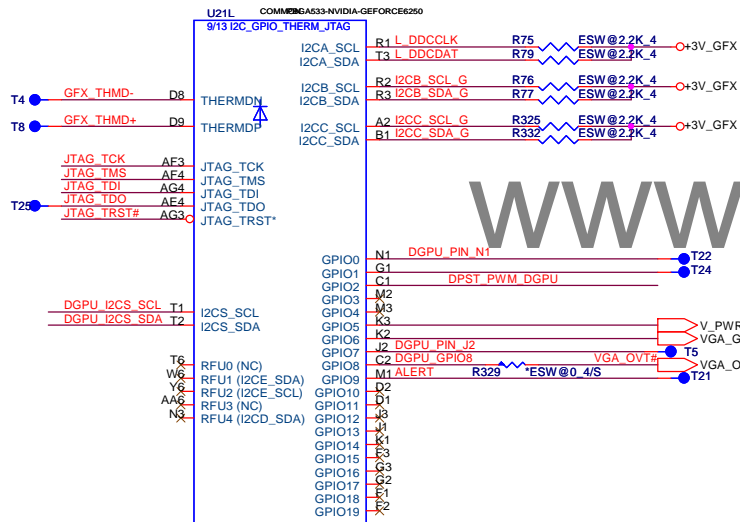 U21L COMMON BGA533-NVIDIA-GEFORCE6250
9/13 I2C_GPIO_THERM_JTAG
I2CA_SCL R1 L_DDCCLK R75 ESW@2.2K_4 +3V_GFX
I2CA_SDA T3 L_DDCDAT R79 ESW@2.2K_4
T4 GFX_THMD- D8 THERMDN
I2CB_SCL R2 I2CB_SCL_G R76 ESW@2.2K_4 +3V_GFX
I2CB_SDA R3 I2CB_SDA_G R77 ESW@2.2K_4
T8 GFX_THMD+ D9 THERMDP
I2CC_SCL A2 I2CC_SCL_G R325 ESW@2.2K_4 +3V_GFX
I2CC_SDA B1 I2CC_SDA_G R332 ESW@2.2K_4
JTAG_TCK AF3 JTAG_TCK
JTAG_TMS AF4 JTAG_TMS
JTAG_TDI AG4 JTAG_TDI
T25 JTAG_TDO AE4 JTAG_TDO
JTAG_TRST# AG3 JTAG_TRST*
www
GPIO0 N1 DGPU_PIN_N1 T22
GPIO1 G1 T24
GPIO2 C1 DPST_PWM_DGPU
GPIO3 M2
DGPU_I2CS_SCL T1 I2CS_SCL
GPIO4 M3
DGPU_I2CS_SDA T2 I2CS_SDA
GPIO5 K3 V_PWR
GPIO6 K2 VGA_G
GPIO7 J2 DGPU_PIN_J2 T5
T6 RFU0 (NC)
GPIO8 C2 DGPU_GPIO8 R329 *ESW@0_4/S VGA_OVT# VGA_O
W6 RFU1 (I2CE_SDA)
GPIO9 M1 ALERT T21
Y6 RFU2 (I2CE_SCL)
GPIO10 D2
AA6 RFU3 (NC)
GPIO11 D1
N3 RFU4 (I2CD_SDA)
GPIO12 J3
GPIO13 J1
GPIO14 K1
GPIO15 F3
GPIO16 G3
GPIO17 G2
GPIO18 F1
GPIO19 F2